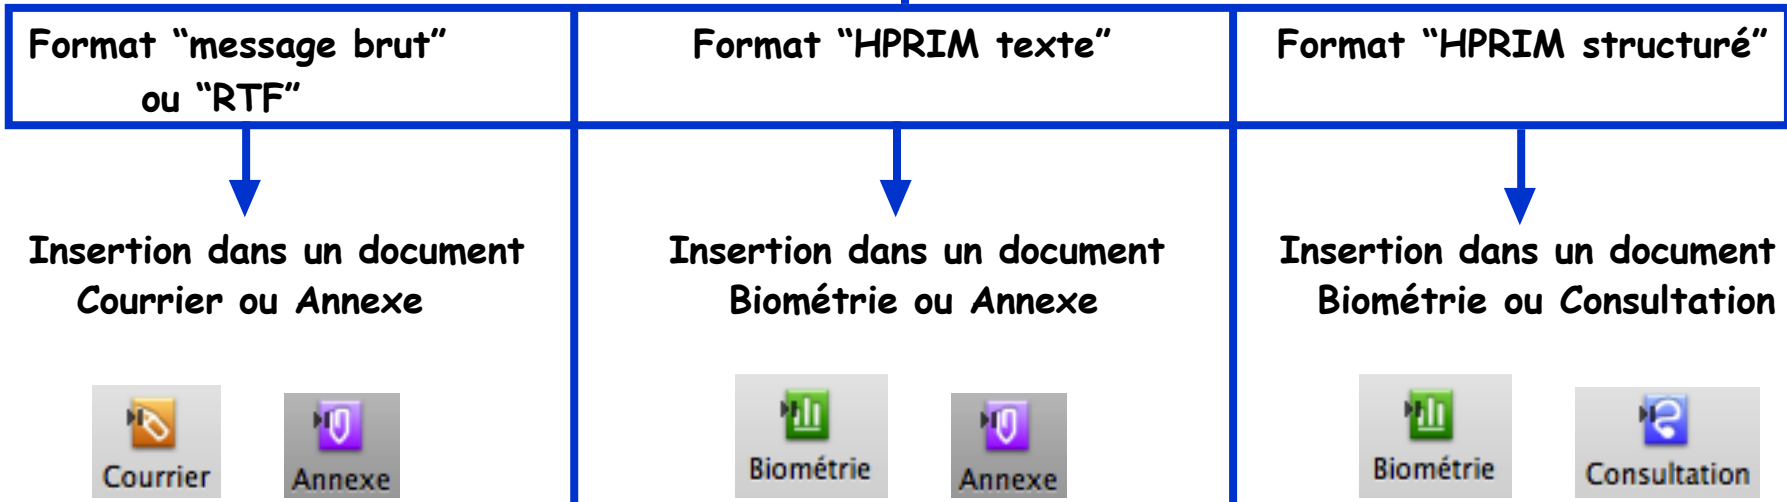 Format “message brut”
ou “RTF”
Format “HPRIM texte”
Format “HPRIM structuré”
Insertion dans un document
Courrier ou Annexe
Insertion dans un document
Biométrie ou Annexe
Insertion dans un document
Biométrie ou Consultation
Courrier
Annexe
Biométrie
Annexe
Biométrie
Consultation